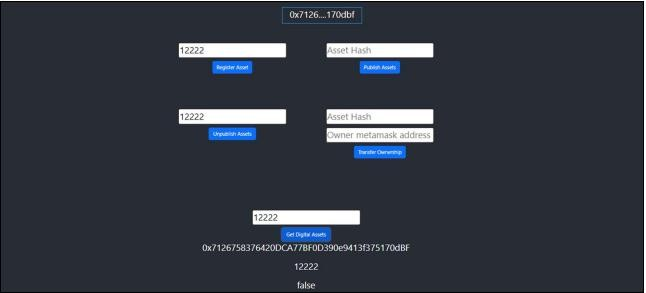 0x7126....170dbf
12222 Asset Hash
Register Asset Publish Assets
12222 Asset Hash
Unpublish Assets Owner metamask address
Transfer Ownership
12222
Get Digital Assets
0x7126758376420DCA77BF0D390e9413f375170dBF
12222
false